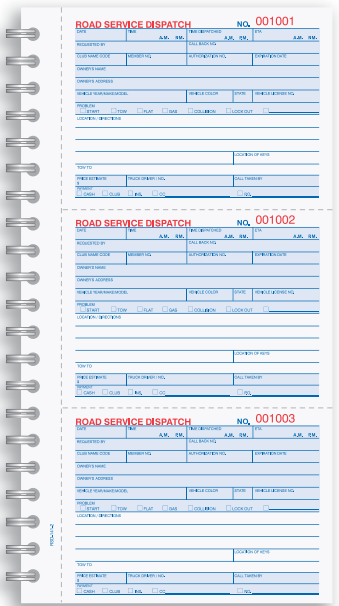 ROAD SERVICE DISPATCH NO. 001001
DATE TIME TIME DISPATCHED ETA
A.M. P.M. A.M. P.M.
REQUESTED BY CALL BACK NO.
CLUB NAME CODE MEMBER NO. AUTHORIZATION NO. EXPIRATION DATE
OWNER'S NAME
OWNER'S ADDRESS
VEHICLE YEAR/MAKE/MODEL VEHICLE COLOR STATE VEHICLE LICENSE NO.
PROBLEM
START TOW FLAT GAS COLLISION LOCK OUT
LOCATION / DIRECTIONS
LOCATION OF KEYS
TOW TO
PRICE ESTIMATE TRUCK DRIVER / NO. CALL TAKEN BY
$
PAYMENT
CASH CLUB INS. CC R.O.
ROAD SERVICE DISPATCH NO. 001002
DATE TIME TIME DISPATCHED ETA
A.M. P.M. A.M. P.M.
REQUESTED BY CALL BACK NO.
CLUB NAME CODE MEMBER NO. AUTHORIZATION NO. EXPIRATION DATE
OWNER'S NAME
OWNER'S ADDRESS
VEHICLE YEAR/MAKE/MODEL VEHICLE COLOR STATE VEHICLE LICENSE NO.
PROBLEM
START TOW FLAT GAS COLLISION LOCK OUT
LOCATION / DIRECTIONS
LOCATION OF KEYS
TOW TO
PRICE ESTIMATE TRUCK DRIVER / NO. CALL TAKEN BY
$
PAYMENT
CASH CLUB INS. CC R.O.
ROAD SERVICE DISPATCH NO. 001003
DATE TIME TIME DISPATCHED ETA
A.M. P.M. A.M. P.M.
REQUESTED BY CALL BACK NO.
CLUB NAME CODE MEMBER NO. AUTHORIZATION NO. EXPIRATION DATE
OWNER'S NAME
OWNER'S ADDRESS
VEHICLE YEAR/MAKE/MODEL VEHICLE COLOR STATE VEHICLE LICENSE NO.
PROBLEM
START TOW FLAT GAS COLLISION LOCK OUT
LOCATION / DIRECTIONS
LOCATION OF KEYS
TOW TO
PRICE ESTIMATE TRUCK DRIVER / NO. CALL TAKEN BY
$
PAYMENT
CASH CLUB INS. CC R.O.